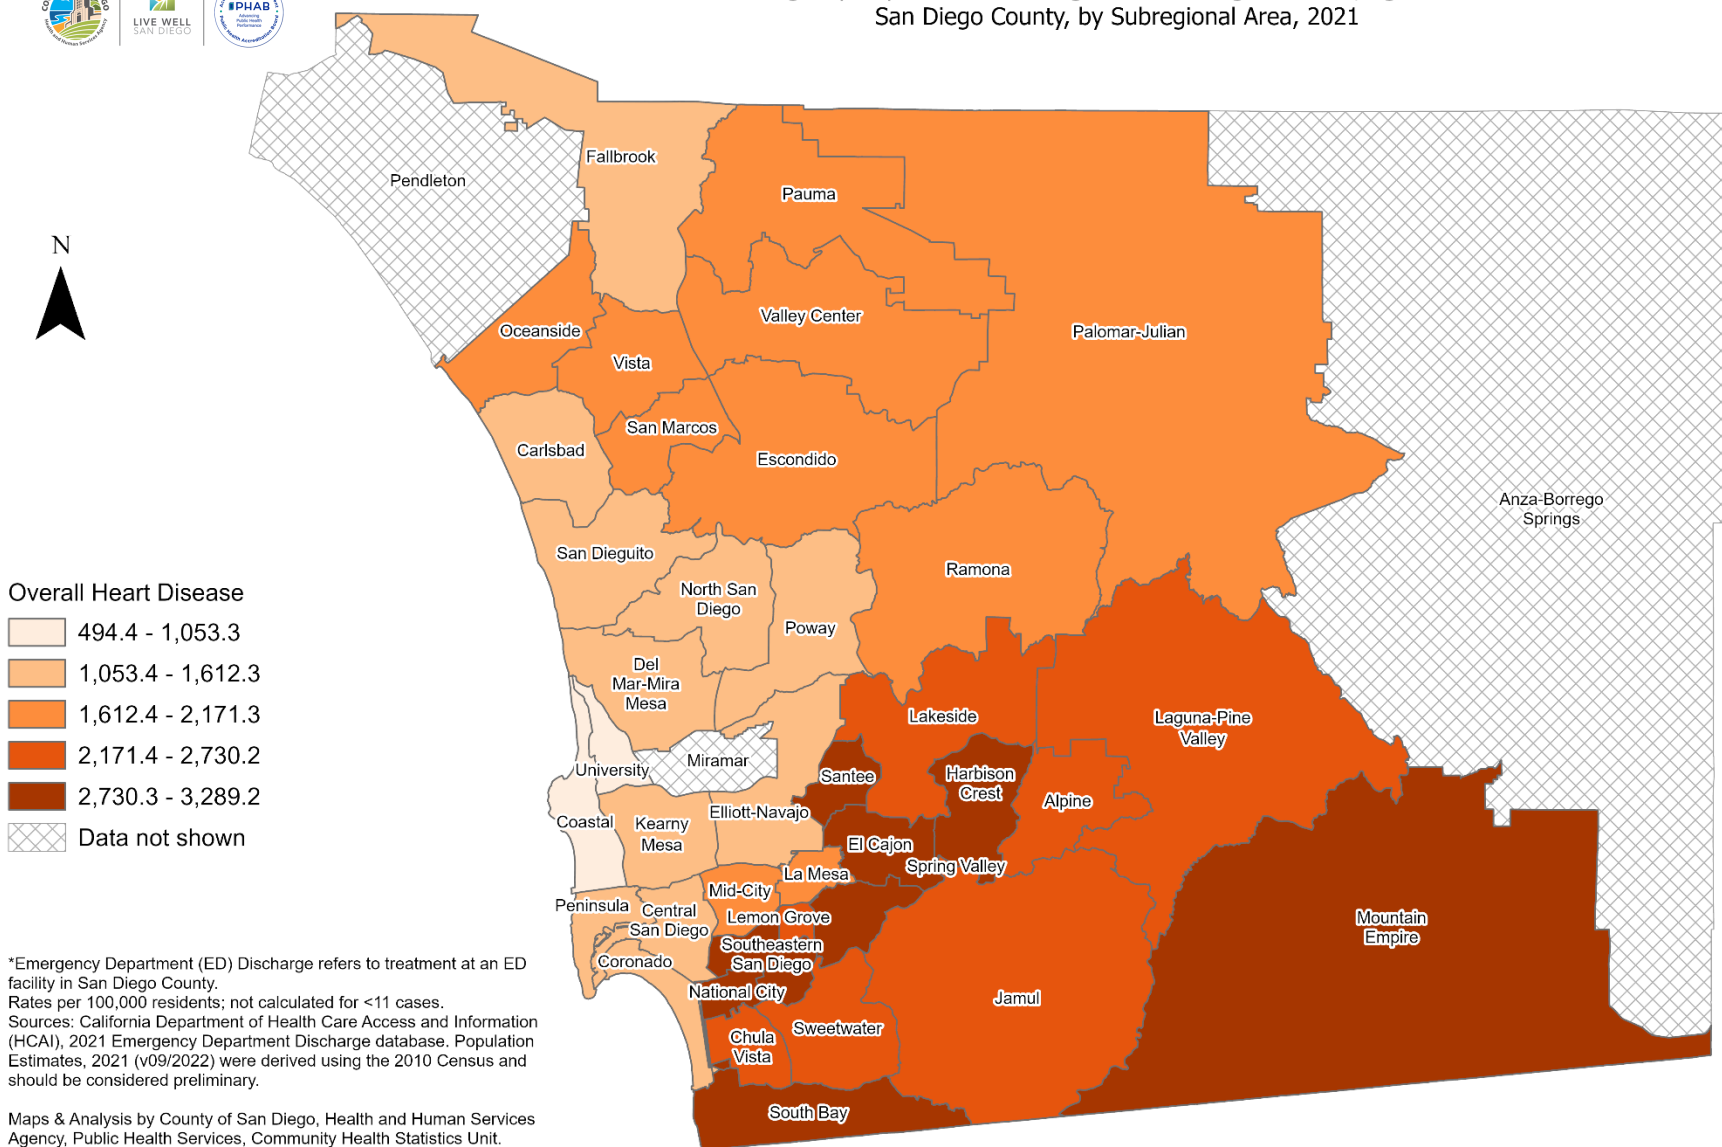 LIVE WELL
SAN DIEGO
PHAB
Advancing
Public Health
Performance
San Diego County, by Subregional Area, 2021
N
Fallbrook
Pendleton
Pauma
Valley Center
Palomar-Julian
Oceanside
Vista
San Marcos
Carlsbad
Escondido
Anza-Borrego
Springs
San Dieguito
Ramona
North San
Diego
Poway
Del
Mar-Mira
Mesa
Lakeside
Laguna-Pine
Valley
Miramar
University
Santee
Harbison
Crest
Alpine
Elliott-Navajo
Coastal
Kearny
Mesa
El Cajon
Spring Valley
La Mesa
Mid-City
Peninsula
Central
San Diego
Lemon Grove
Mountain
Empire
Southeastern
San Diego
Coronado
National City
Jamul
Sweetwater
Chula
Vista
South Bay
Overall Heart Disease
494.4 - 1,053.3
1,053.4 - 1,612.3
1,612.4 - 2,171.3
2,171.4 - 2,730.2
2,730.3 - 3,289.2
Data not shown
*Emergency Department (ED) Discharge refers to treatment at an ED
facility in San Diego County.
Rates per 100,000 residents; not calculated for <11 cases.
Sources: California Department of Health Care Access and Information
(HCAI), 2021 Emergency Department Discharge database. Population
Estimates, 2021 (v09/2022) were derived using the 2010 Census and
should be considered preliminary.
Maps & Analysis by County of San Diego, Health and Human Services
Agency, Public Health Services, Community Health Statistics Unit.